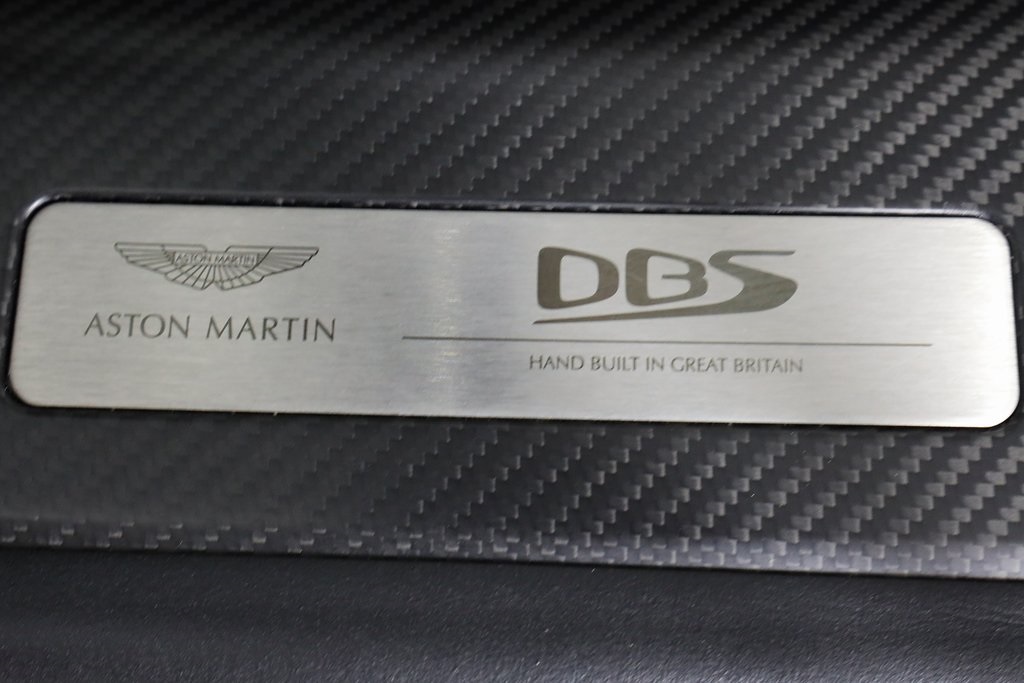 ASTON MARTIN
ASTON MARTIN
DBS
HAND BUILT IN GREAT BRITAIN